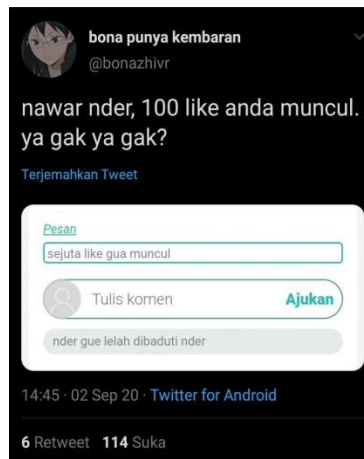 bona punya kembaran
@bonazhivr
nawar nder, 100 like anda muncul.
ya gak ya gak?
Terjemahkan Tweet
Pesan
sejuta like gua muncul
Tulis komen
Ajukan
nder gue lelah dibaduti nder
14:45 · 02 Sep 20 · Twitter for Android
6 Retweet 114 Suka